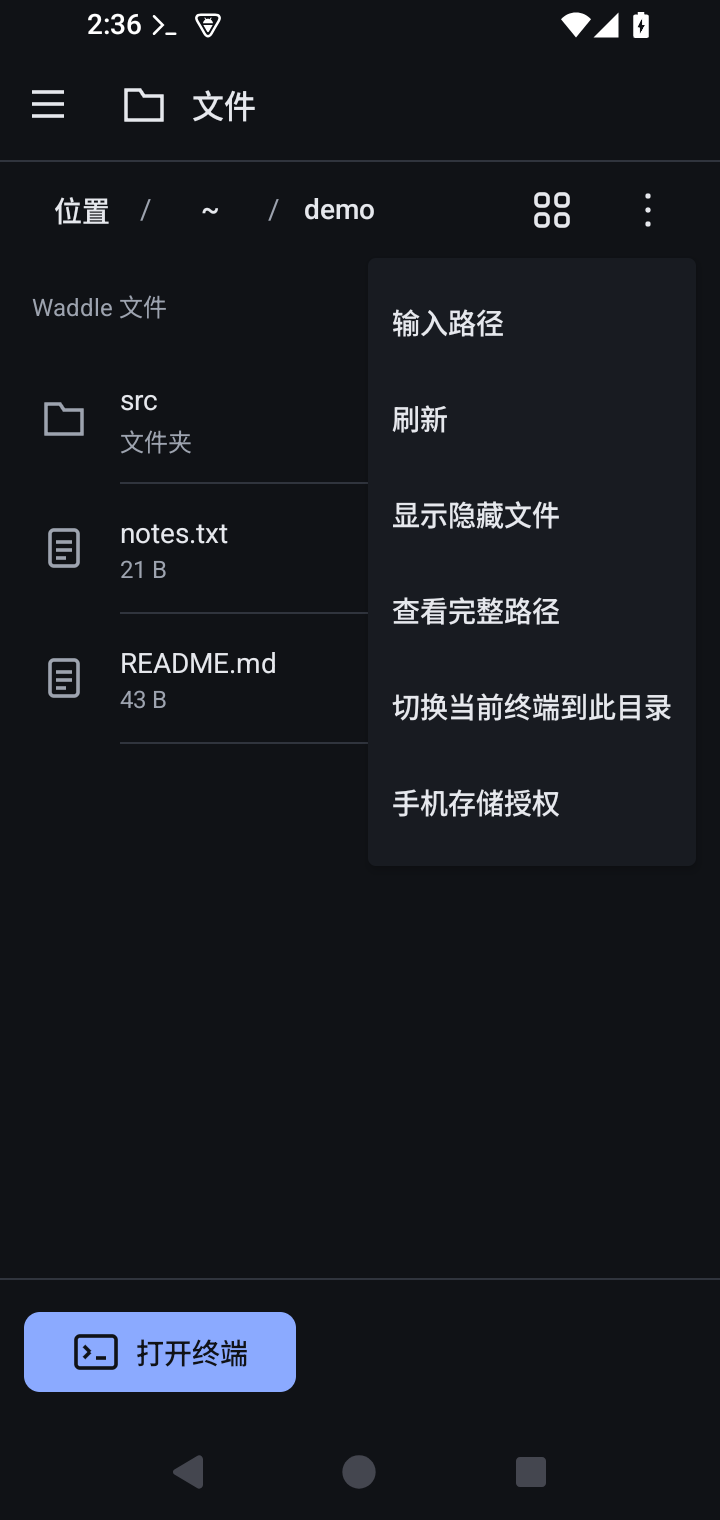 2:36
文件
位置 / ~ / demo
Waddle 文件
输入路径
src
文件夹
刷新
显示隐藏文件
notes.txt
21 B
查看完整路径
README.md
43 B
切换当前终端到此目录
手机存储授权
打开终端